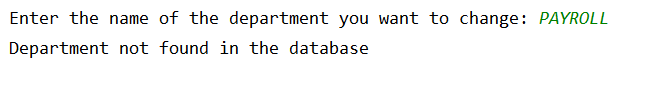 Enter the name of the department you want to change: PAYROLL
Department not found in the database